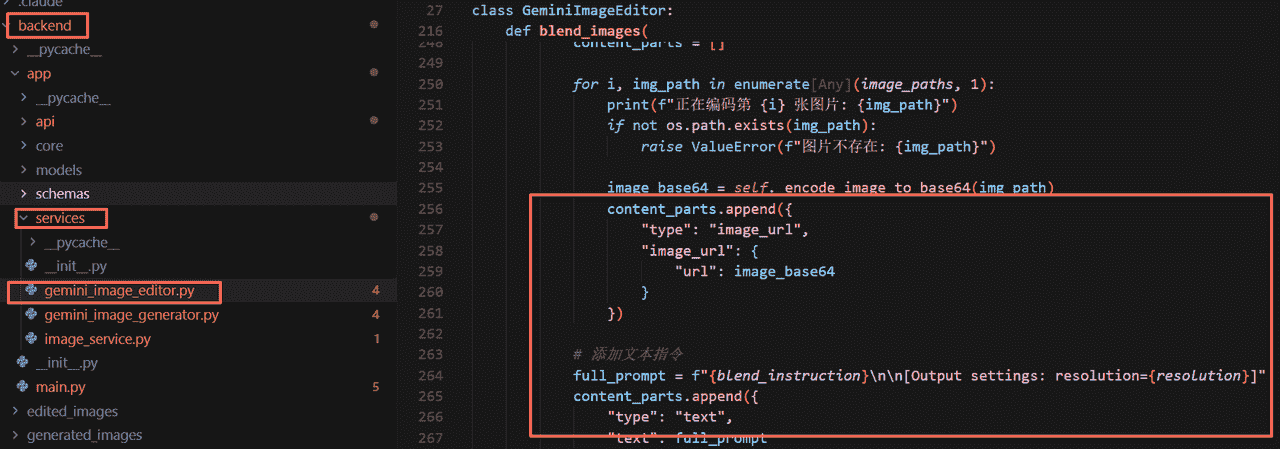 .claude
backend
__pycache__
app
__pycache__
api
core
models
schemas
services
__pycache__
__init__.py
gemini_image_editor.py 4
gemini_image_generator.py 4
image_service.py 1
__init__.py
main.py 5
edited_images
generated_images
27 class GeminiImageEditor:
216 def blend_images(
248 content_parts = []
249
250 for i, img_path in enumerate[Any](image_paths, 1):
251 print(f"正在编码第 {i} 张图片: {img_path}")
252 if not os.path.exists(img_path):
253 raise ValueError(f"图片不存在: {img_path}")
254
255 image_base64 = self._encode_image_to_base64(img_path)
256 content_parts.append({
257 "type": "image_url",
258 "image_url": {
259 "url": image_base64
260 }
261 })
262
263 # 添加文本指令
264 full_prompt = f"{blend_instruction}\n\n[Output settings: resolution={resolution}]"
265 content_parts.append({
266 "type": "text",
267 "text": full_prompt